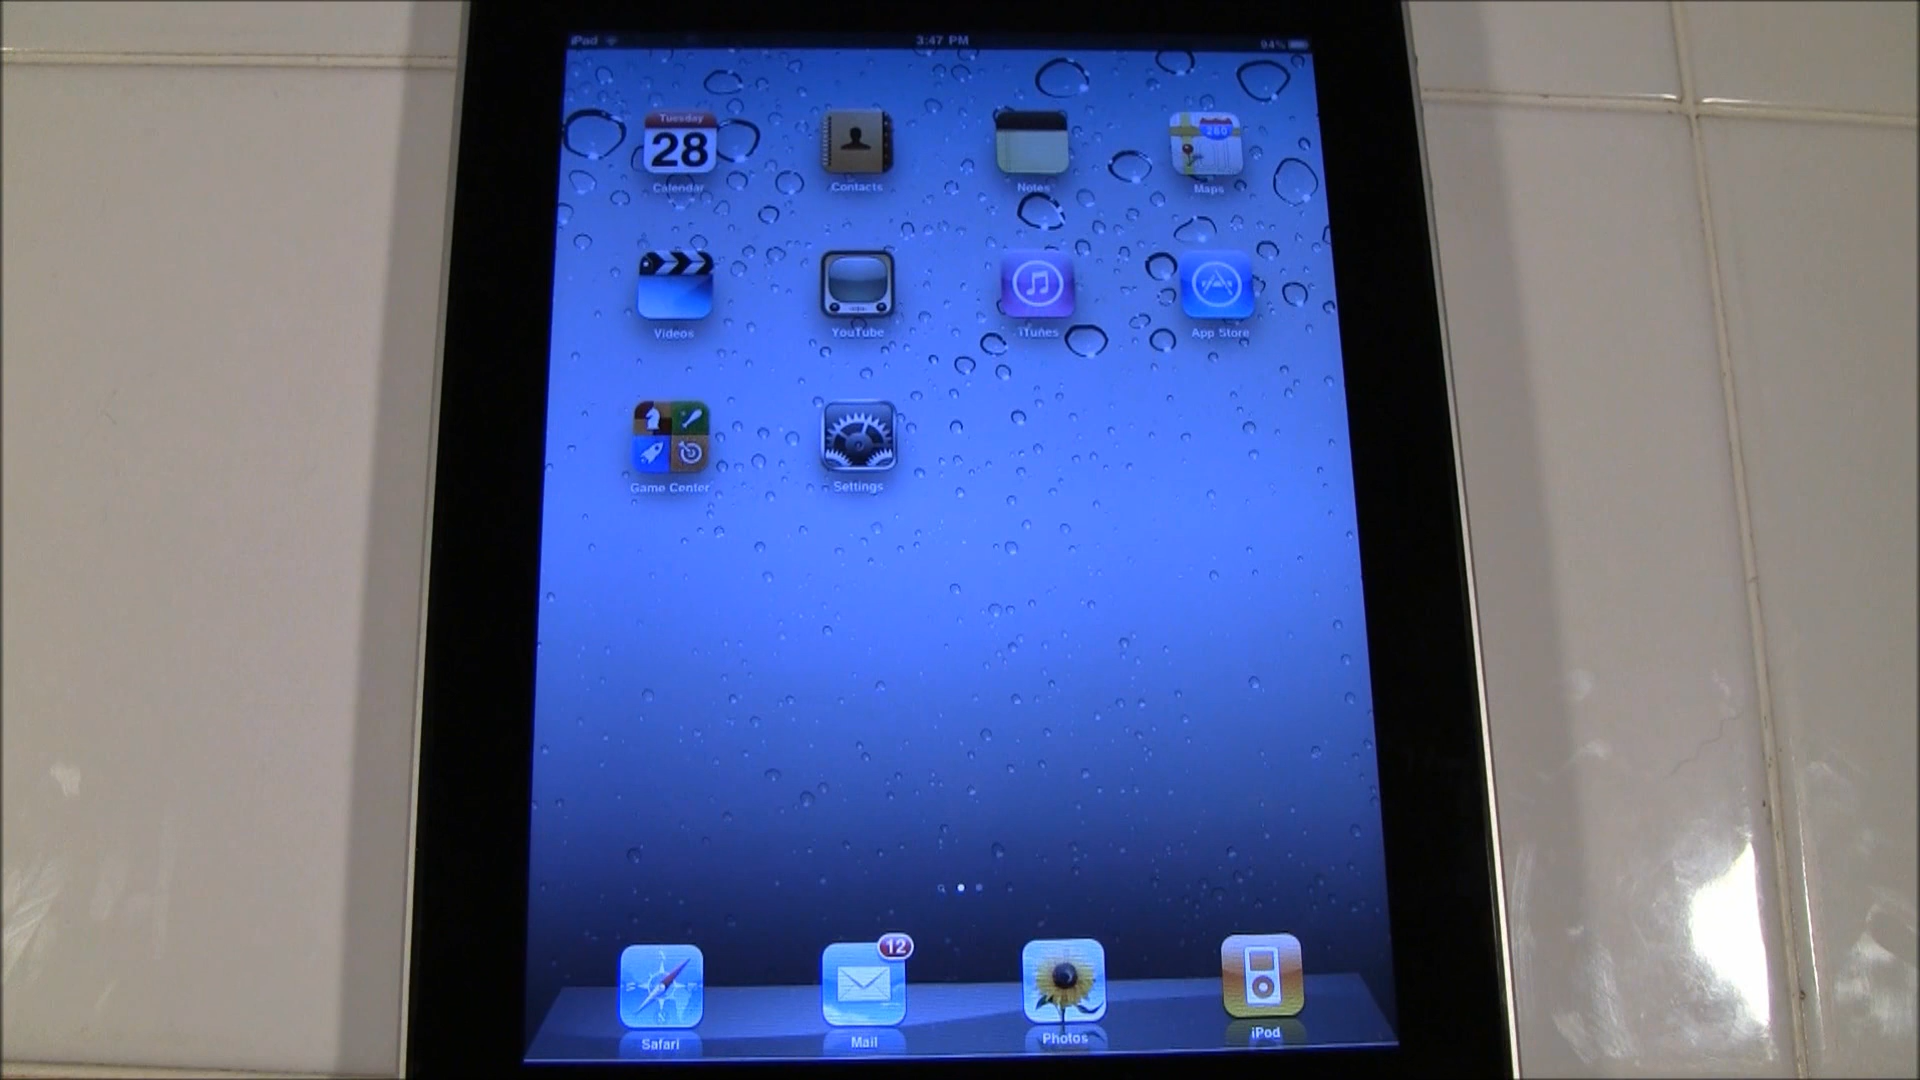 iPad 3:47 PM 94%
Tuesday 280
28
Calendar Contacts Notes Maps
Videos YouTube iTunes App Store
Game Center Settings
12
N
Safari Mail Photos iPod